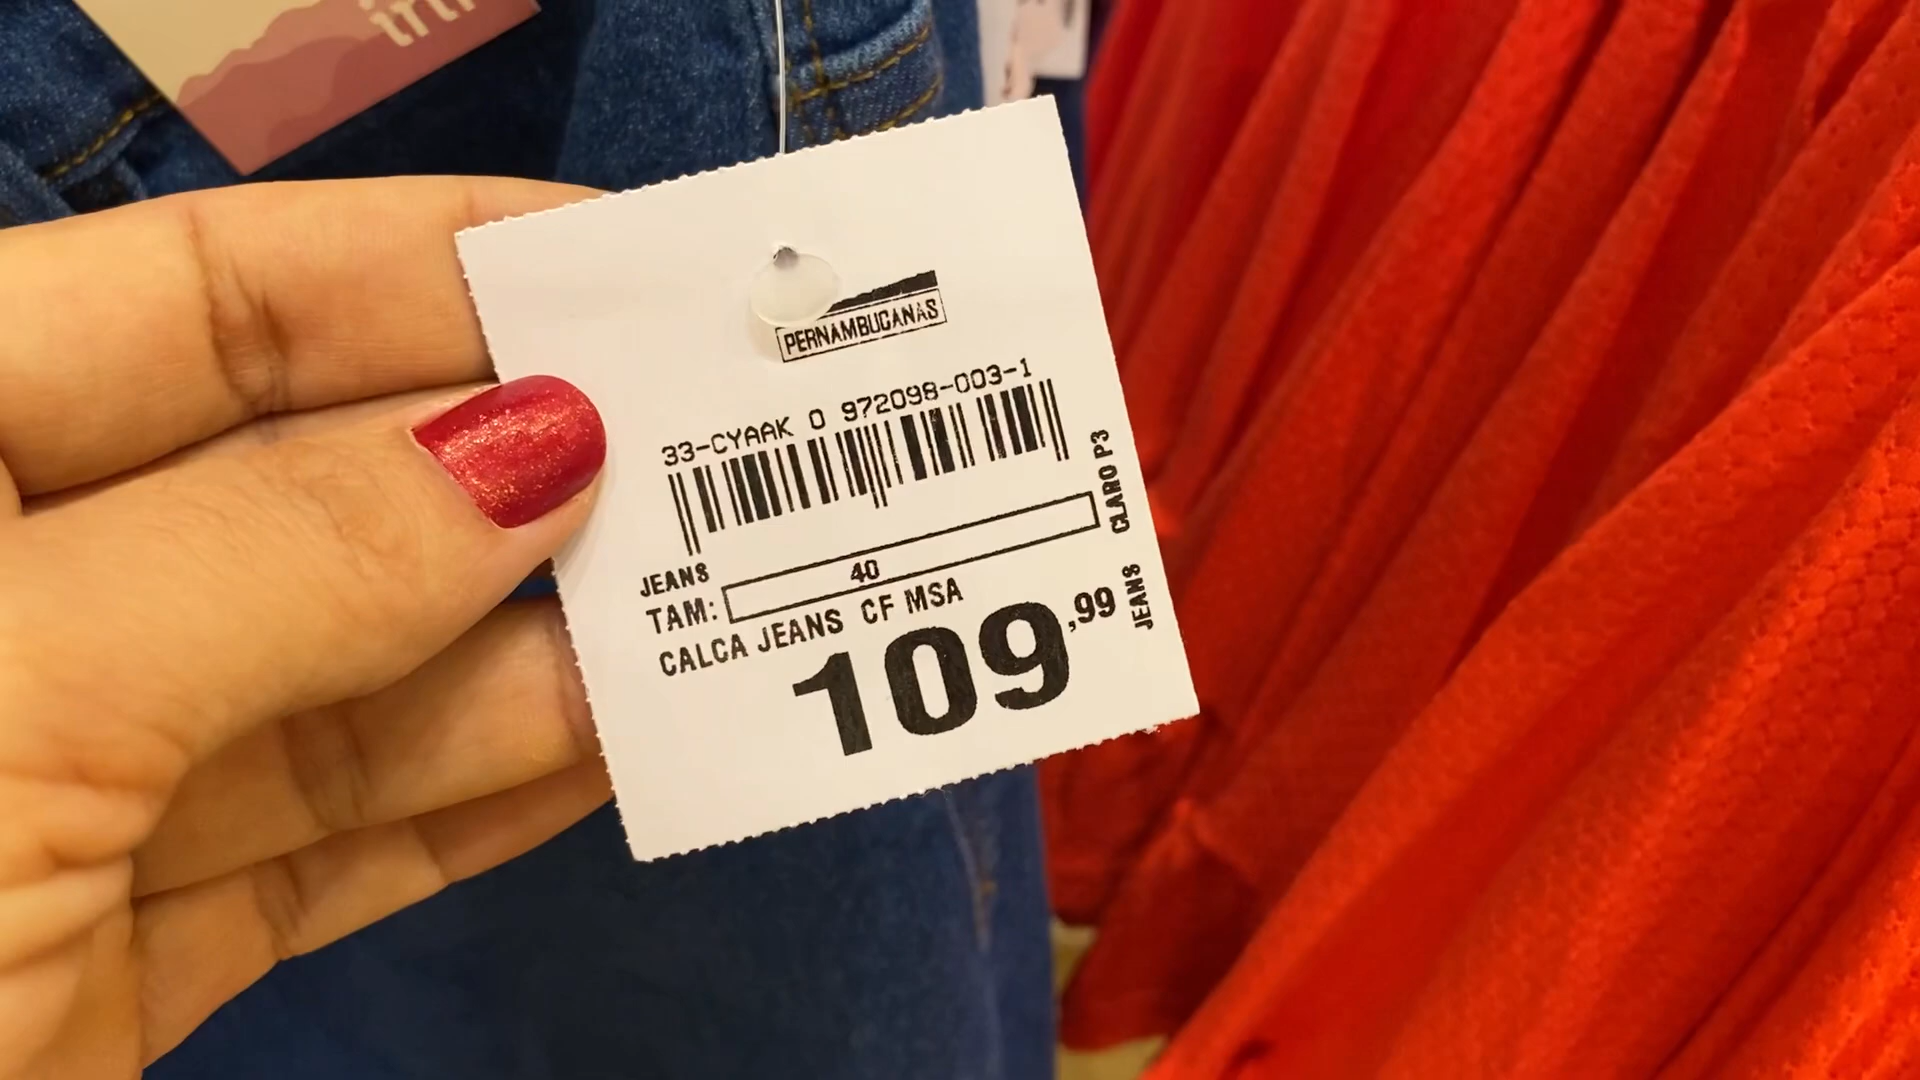 PERNAMBUCANAS
33-CYAAK 0 972098-003-1
JEANS
TAM: 40
CALCA JEANS CF MSA
109,99
JEANS CLARO P3